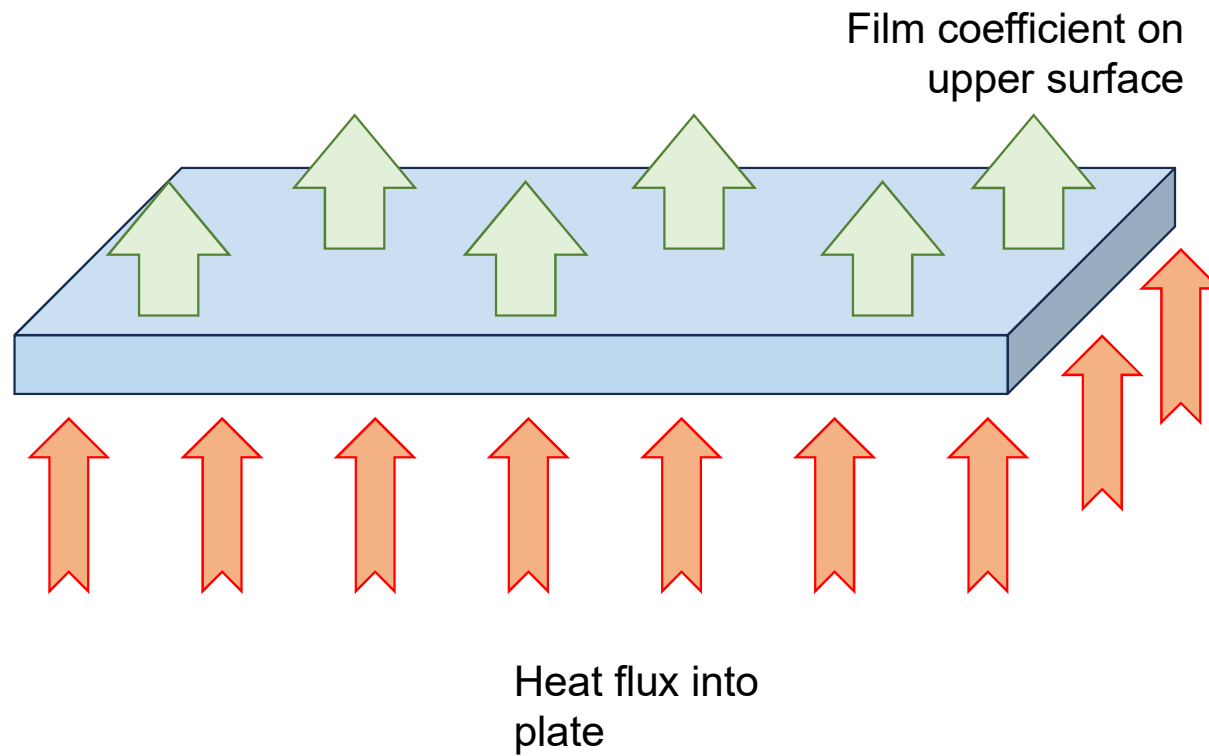 Film coefficient on
upper surface
Heat flux into
plate